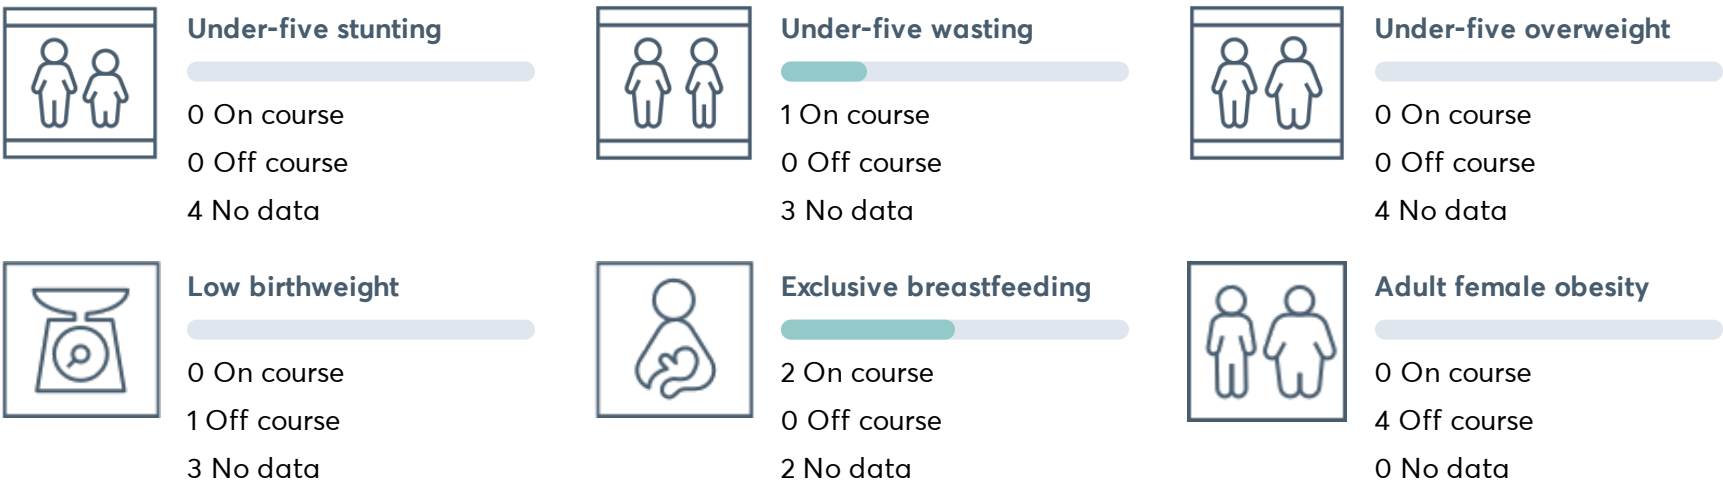 Under-five stunting
0 On course
0 Off course
4 No data
Under-five wasting
1 On course
0 Off course
3 No data
Under-five overweight
0 On course
0 Off course
4 No data
Low birthweight
0 On course
1 Off course
3 No data
Exclusive breastfeeding
2 On course
0 Off course
2 No data
Adult female obesity
0 On course
4 Off course
0 No data